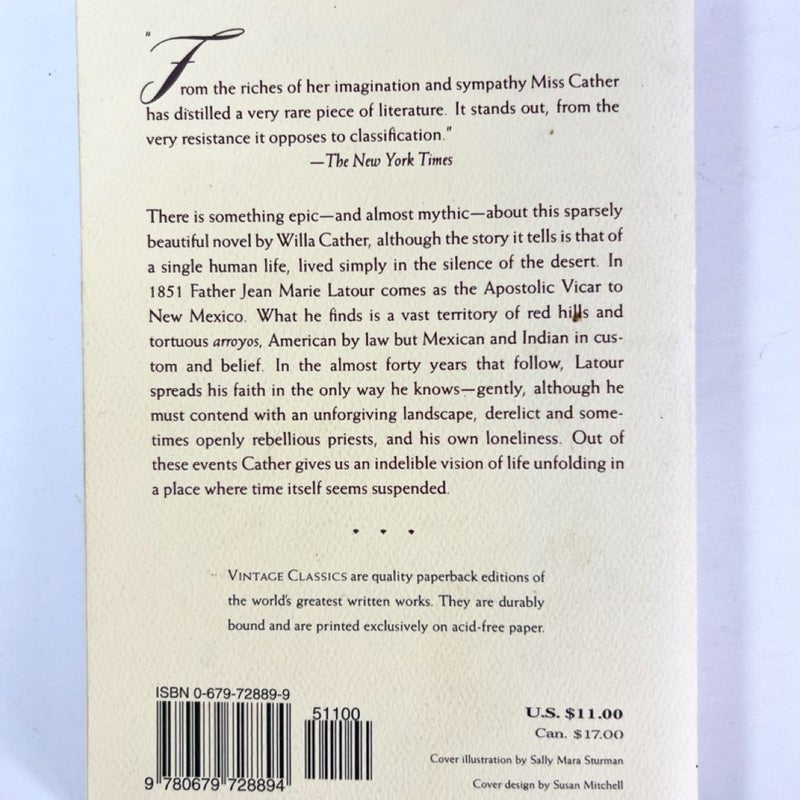 "From the riches of her imagination and sympathy Miss Cather
has distilled a very rare piece of literature. It stands out, from the
very resistance it opposes to classification."
—The New York Times
There is something epic—and almost mythic—about this sparsely
beautiful novel by Willa Cather, although the story it tells is that of
a single human life, lived simply in the silence of the desert. In
1851 Father Jean Marie Latour comes as the Apostolic Vicar to
New Mexico. What he finds is a vast territory of red hills and
tortuous arroyos, American by law but Mexican and Indian in cus-
tom and belief. In the almost forty years that follow, Latour
spreads his faith in the only way he knows—gently, although he
must contend with an unforgiving landscape, derelict and some-
times openly rebellious priests, and his own loneliness. Out of
these events Cather gives us an indelible vision of life unfolding in
a place where time itself seems suspended.
VINTAGE CLASSICS are quality paperback editions of
the world's greatest written works. They are durably
bound and are printed exclusively on acid-free paper.
ISBN 0-679-72889-9
51100
9 780679 728894
U.S. $11.00
Can. $17.00
Cover illustration by Sally Mara Sturman
Cover design by Susan Mitchell